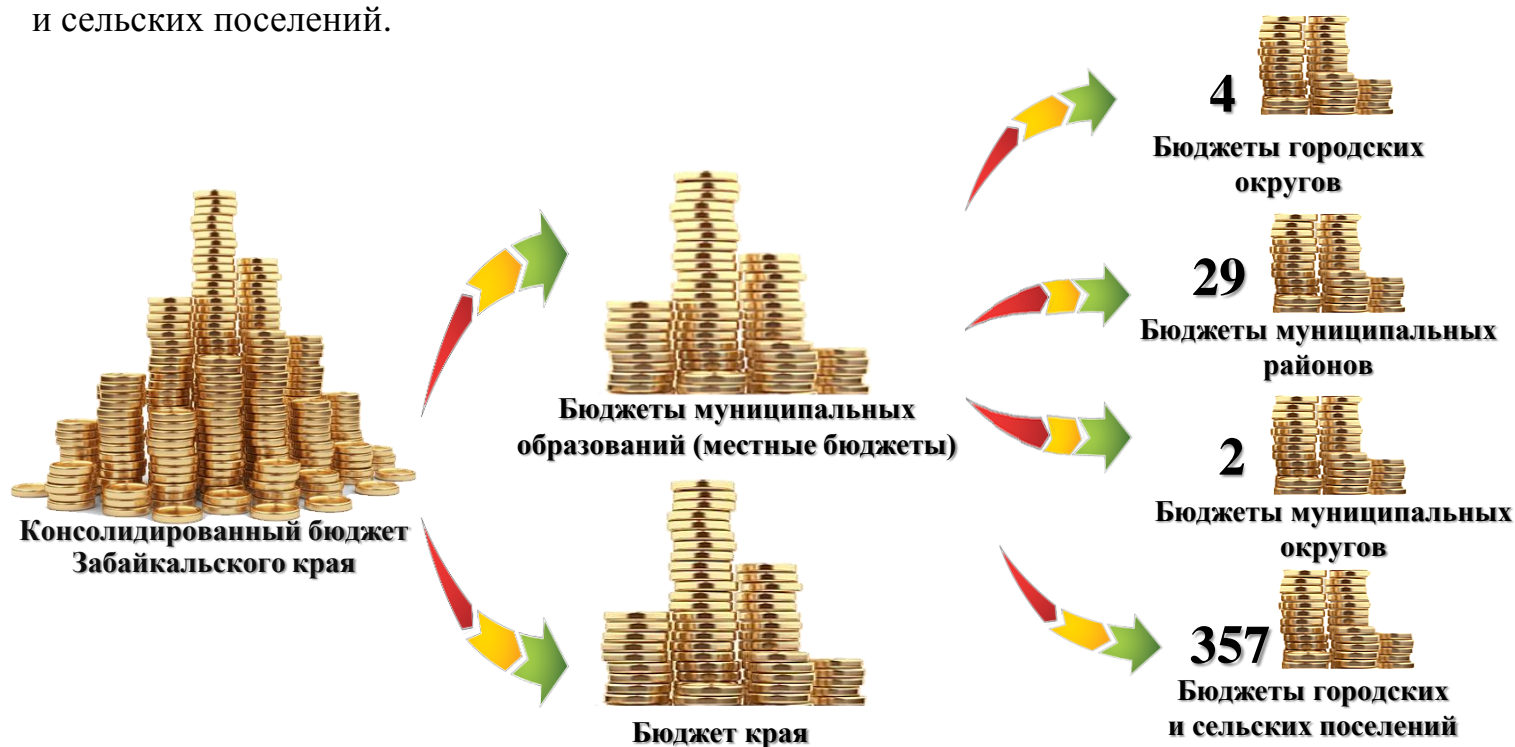 и сельских поселений.
4
Бюджеты городских
округов
29
Бюджеты муниципальных
районов
2
Бюджеты муниципальных
округов
357
Бюджеты городских
и сельских поселений
Бюджеты муниципальных
образований (местные бюджеты)
Консолидированный бюджет
Забайкальского края
Бюджет края